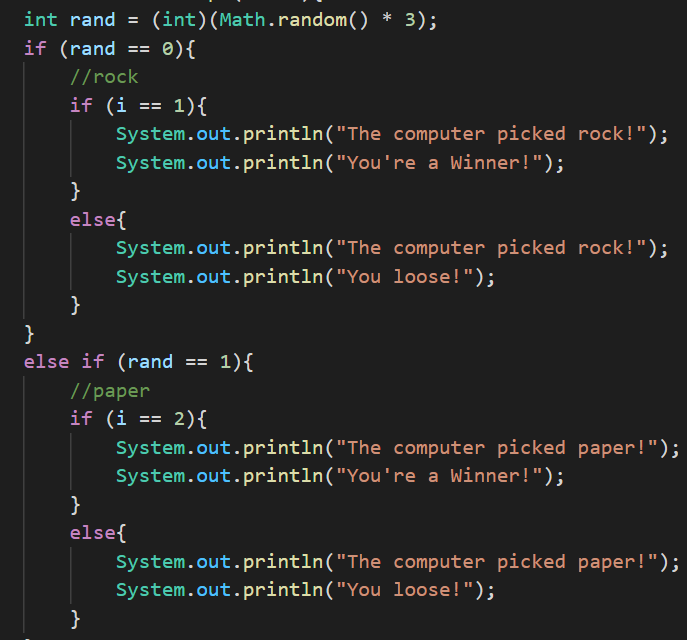 int rand = (int)(Math.random() * 3);
if (rand == 0){
    //rock
    if (i == 1){
        System.out.println("The computer picked rock!");
        System.out.println("You're a Winner!");
    }
    else{
        System.out.println("The computer picked rock!");
        System.out.println("You loose!");
    }
}
else if (rand == 1){
    //paper
    if (i == 2){
        System.out.println("The computer picked paper!");
        System.out.println("You're a Winner!");
    }
    else{
        System.out.println("The computer picked paper!");
        System.out.println("You loose!");
    }